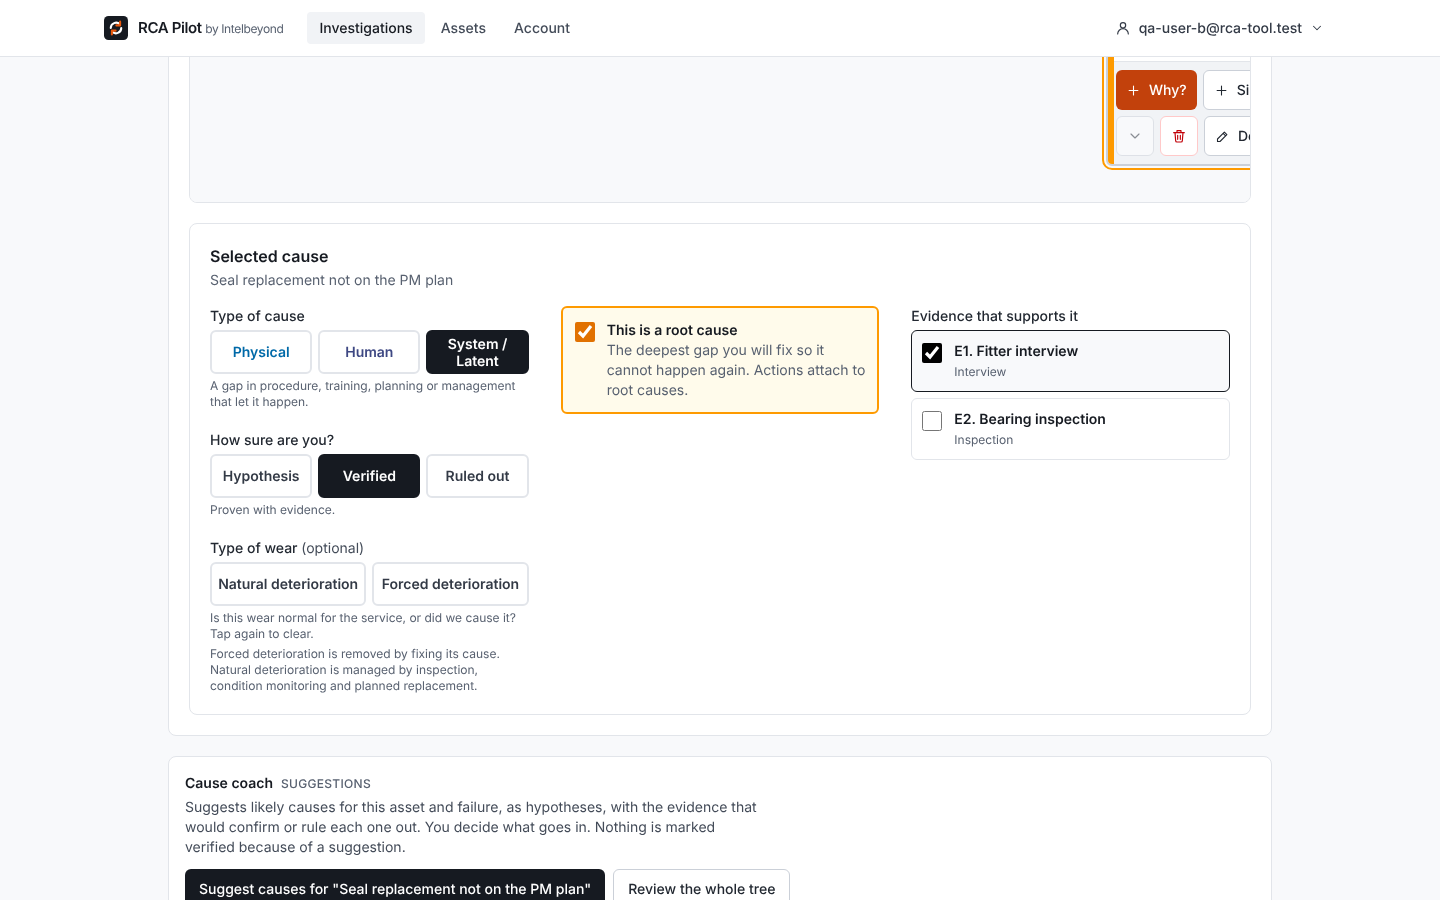 RCA Pilot by Intelbeyond
Investigations
Assets
Account
qa-user-b@rca-tool.test
Why?
Selected cause
Seal replacement not on the PM plan
Type of cause
Physical
Human
System /
Latent
A gap in procedure, training, planning or management
that let it happen.
How sure are you?
Hypothesis
Verified
Ruled out
Proven with evidence.
Type of wear (optional)
Natural deterioration
Forced deterioration
Is this wear normal for the service, or did we cause it?
Tap again to clear.
Forced deterioration is removed by fixing its cause.
Natural deterioration is managed by inspection,
condition monitoring and planned replacement.
This is a root cause
The deepest gap you will fix so it
cannot happen again. Actions attach to
root causes.
Evidence that supports it
E1. Fitter interview
Interview
E2. Bearing inspection
Inspection
Cause coach SUGGESTIONS
Suggests likely causes for this asset and failure, as hypotheses, with the evidence that
would confirm or rule each one out. You decide what goes in. Nothing is marked
verified because of a suggestion.
Suggest causes for "Seal replacement not on the PM plan"
Review the whole tree